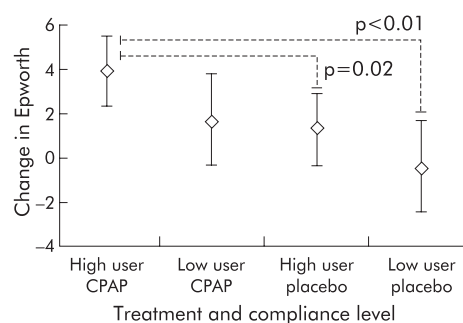 Change in Epworth
6
4
2
0
–2
–4
p<0.01
p=0.02
High user
CPAP
Low user
CPAP
High user
placebo
Low user
placebo
Treatment and compliance level